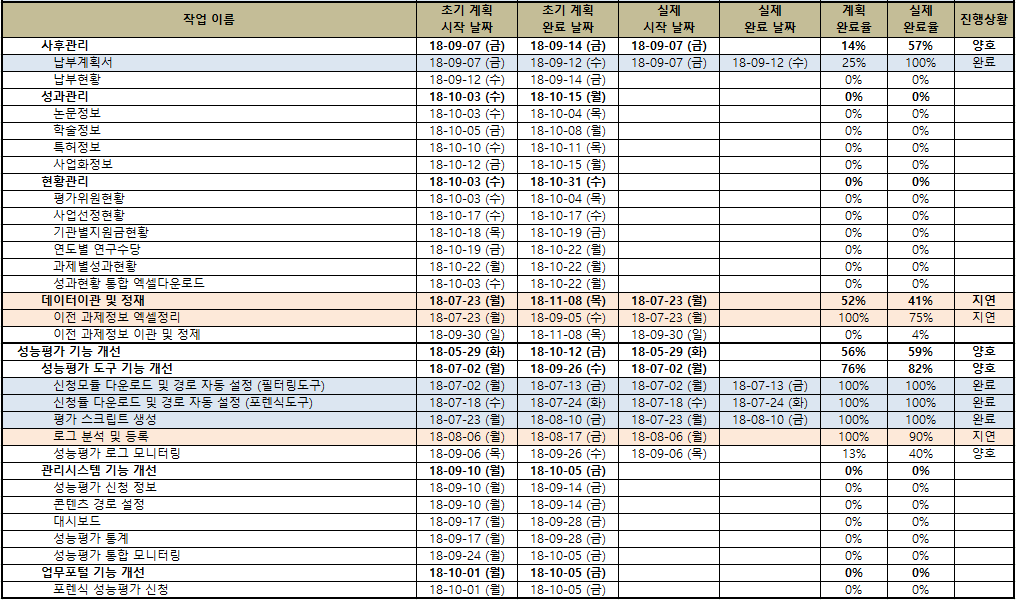 작업 이름 초기 계획 시작 날짜 초기 계획 완료 날짜 실제 시작 날짜 실제 완료 날짜 계획 완료율 실제 완료율 진행상황
사후관리 18-09-07 (금) 18-09-14 (금) 18-09-07 (금) 14% 57% 양호
납부계획서 18-09-07 (금) 18-09-12 (수) 18-09-07 (금) 18-09-12 (수) 25% 100% 완료
납부현황 18-09-12 (수) 18-09-14 (금) 0% 0%
성과관리 18-10-03 (수) 18-10-15 (월) 0% 0%
논문정보 18-10-03 (수) 18-10-04 (목) 0% 0%
학술정보 18-10-05 (금) 18-10-08 (월) 0% 0%
특허정보 18-10-10 (수) 18-10-11 (목) 0% 0%
사업화정보 18-10-12 (금) 18-10-15 (월) 0% 0%
현황관리 18-10-03 (수) 18-10-31 (수) 0% 0%
평가위원현황 18-10-03 (수) 18-10-04 (목) 0% 0%
사업선정현황 18-10-17 (수) 18-10-17 (수) 0% 0%
기관별지원금현황 18-10-18 (목) 18-10-19 (금) 0% 0%
연도별 연구수당 18-10-19 (금) 18-10-22 (월) 0% 0%
과제별성과현황 18-10-22 (월) 18-10-22 (월) 0% 0%
성과현황 통합 엑셀다운로드 18-10-03 (수) 18-10-22 (월) 0% 0%
데이터이관 및 정재 18-07-23 (월) 18-11-08 (목) 18-07-23 (월) 52% 41% 지연
이전 과제정보 엑셀정리 18-07-23 (월) 18-09-05 (수) 18-07-23 (월) 100% 75% 지연
이전 과제정보 이관 및 정제 18-09-30 (일) 18-11-08 (목) 18-09-30 (일) 0% 4%
성능평가 기능 개선 18-05-29 (화) 18-10-12 (금) 18-05-29 (화) 56% 59% 양호
성능평가 도구 기능 개선 18-07-02 (월) 18-09-26 (수) 18-07-02 (월) 76% 82% 양호
신청모듈 다운로드 및 경로 자동 설정 (필터링도구) 18-07-02 (월) 18-07-13 (금) 18-07-02 (월) 18-07-13 (금) 100% 100% 완료
신청튤 다운로드 및 경로 자동 설정 (포렌식도구) 18-07-18 (수) 18-07-24 (화) 18-07-18 (수) 18-07-24 (화) 100% 100% 완료
평가 스크립트 생성 18-07-23 (월) 18-08-10 (금) 18-07-23 (월) 18-08-10 (금) 100% 100% 완료
로그 분석 및 등록 18-08-06 (월) 18-08-17 (금) 18-08-06 (월) 100% 90% 지연
성능평가 로그 모니터링 18-09-06 (목) 18-09-26 (수) 18-09-06 (목) 13% 40% 양호
관리시스템 기능 개선 18-09-10 (월) 18-10-05 (금) 0% 0%
성능평가 신청 정보 18-09-10 (월) 18-09-14 (금) 0% 0%
콘텐츠 경로 설정 18-09-10 (월) 18-09-14 (금) 0% 0%
대시보드 18-09-17 (월) 18-09-28 (금) 0% 0%
성능평가 통계 18-09-17 (월) 18-09-28 (금) 0% 0%
성능평가 통합 모니터링 18-09-24 (월) 18-10-05 (금) 0% 0%
업무포털 기능 개선 18-10-01 (월) 18-10-05 (금) 0% 0%
포렌식 성능평가 신청 18-10-01 (월) 18-10-05 (금) 0% 0%